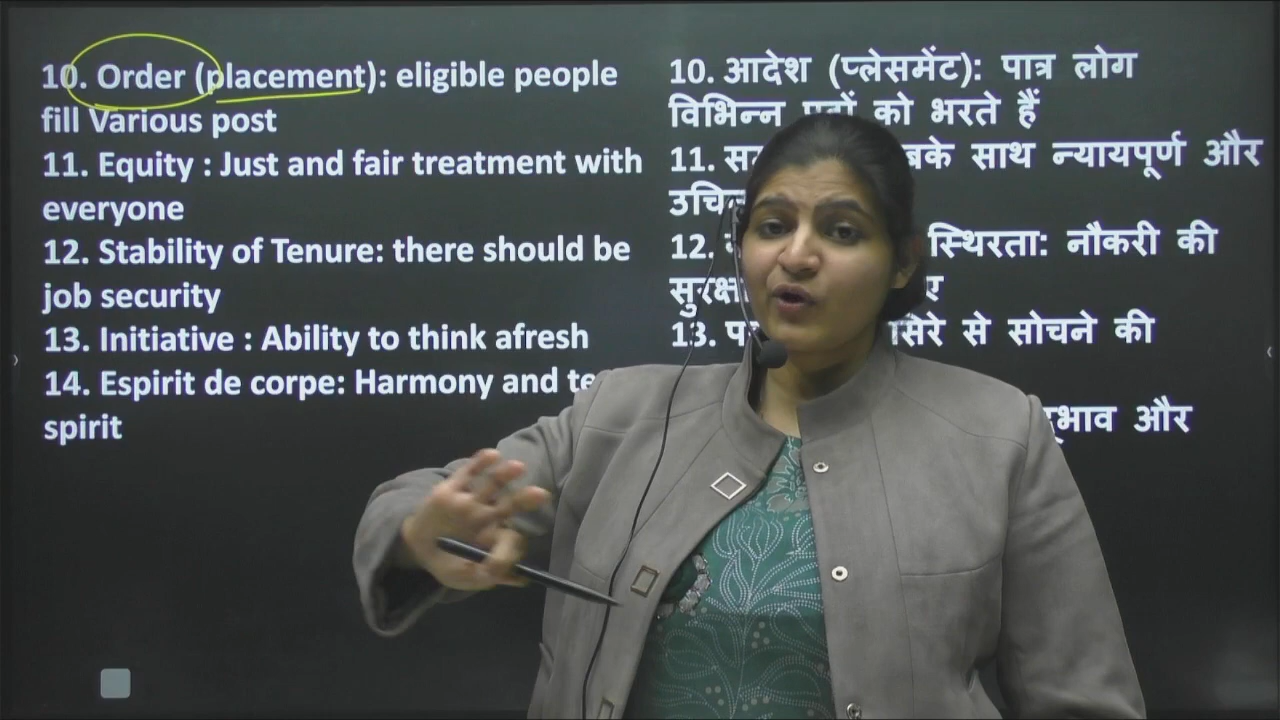 10. Order (placement): eligible people
fill Various post
11. Equity : Just and fair treatment with
everyone
12. Stability of Tenure: there should be
job security
13. Initiative : Ability to think afresh
14. Espirit de corpe: Harmony and
spirit
10. आदेश (प्लेसमेंट): पात्र लोग
विभिन्न को भरते हैं
11. साथ न्यायपूर्ण और
12. स्थिरता: नौकरी की
13. से सोचने की
और